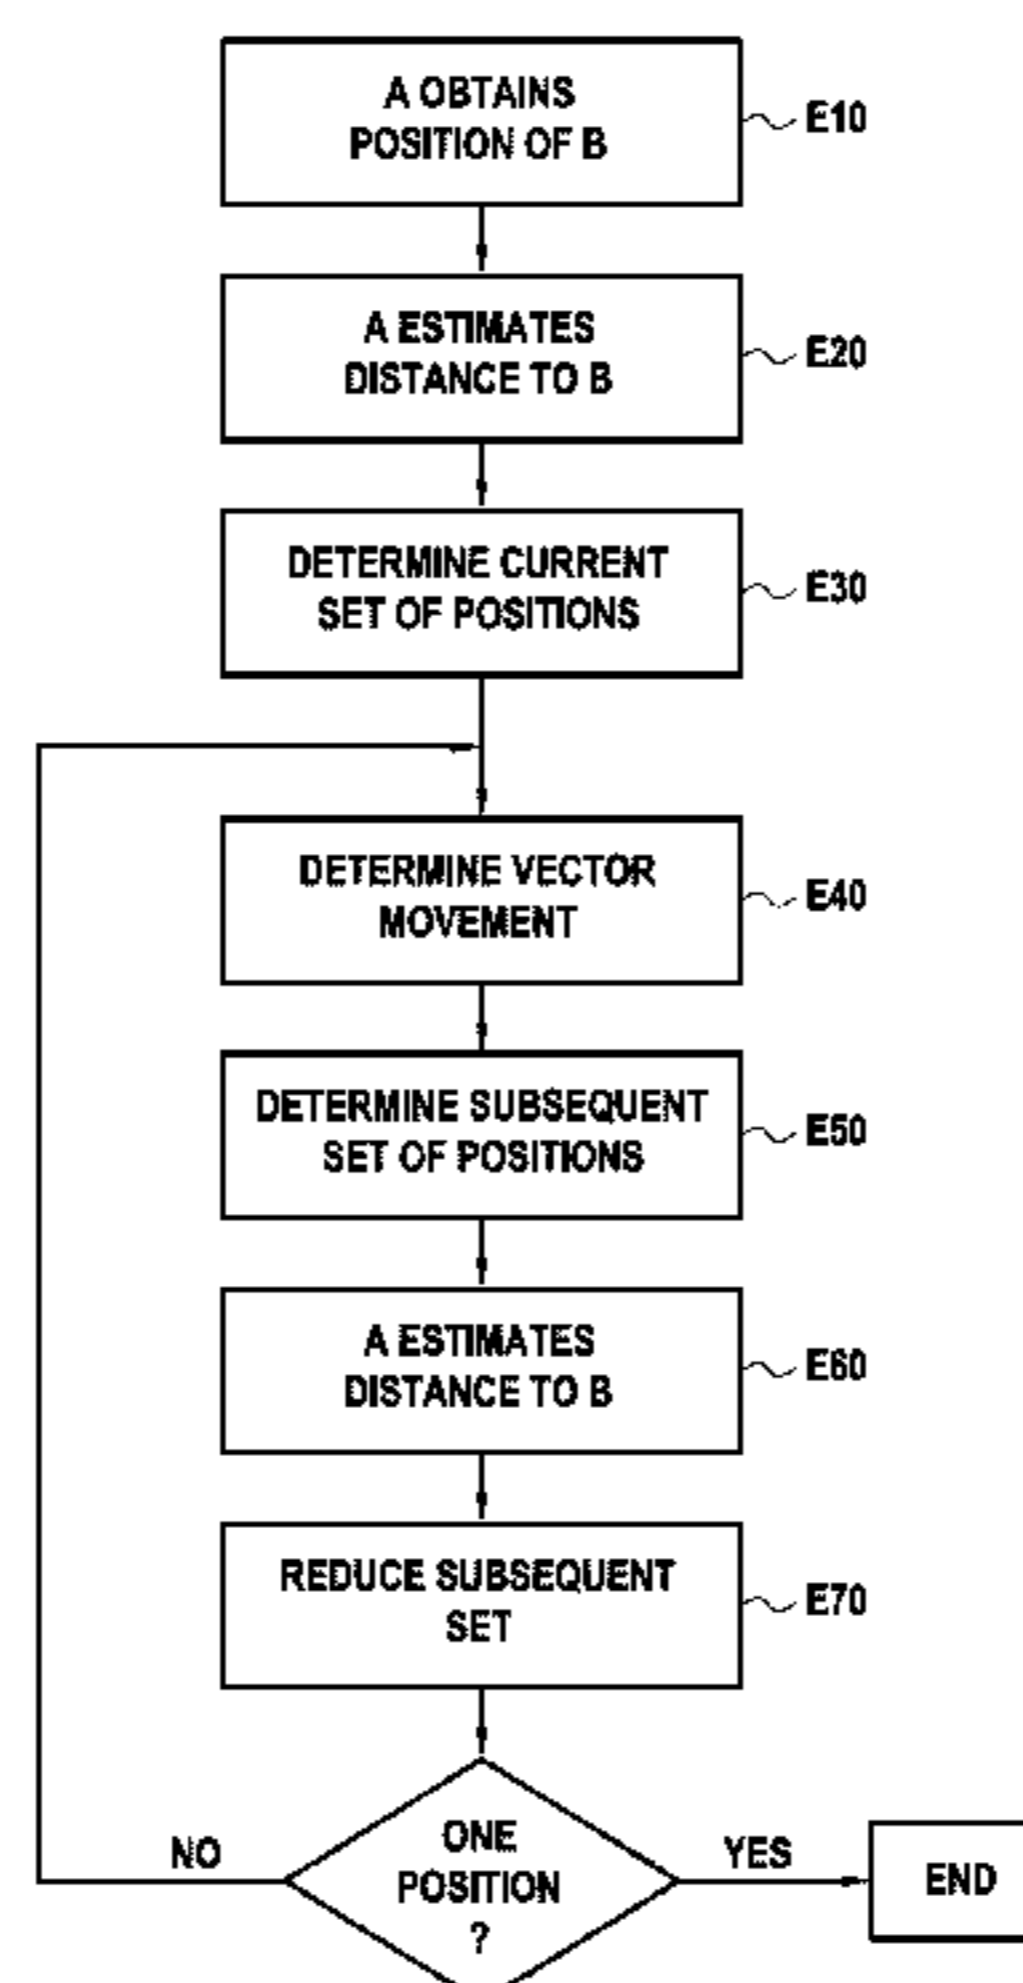 A OBTAINS
POSITION OF B
E10
A ESTIMATES
DISTANCE TO B
E20
DETERMINE CURRENT
SET OF POSITIONS
E30
DETERMINE VECTOR
MOVEMENT
E40
DETERMINE SUBSEQUENT
SET OF POSITIONS
E50
A ESTIMATES
DISTANCE TO B
E60
REDUCE SUBSEQUENT
SET
E70
NO
ONE
POSITION
?
YES
END